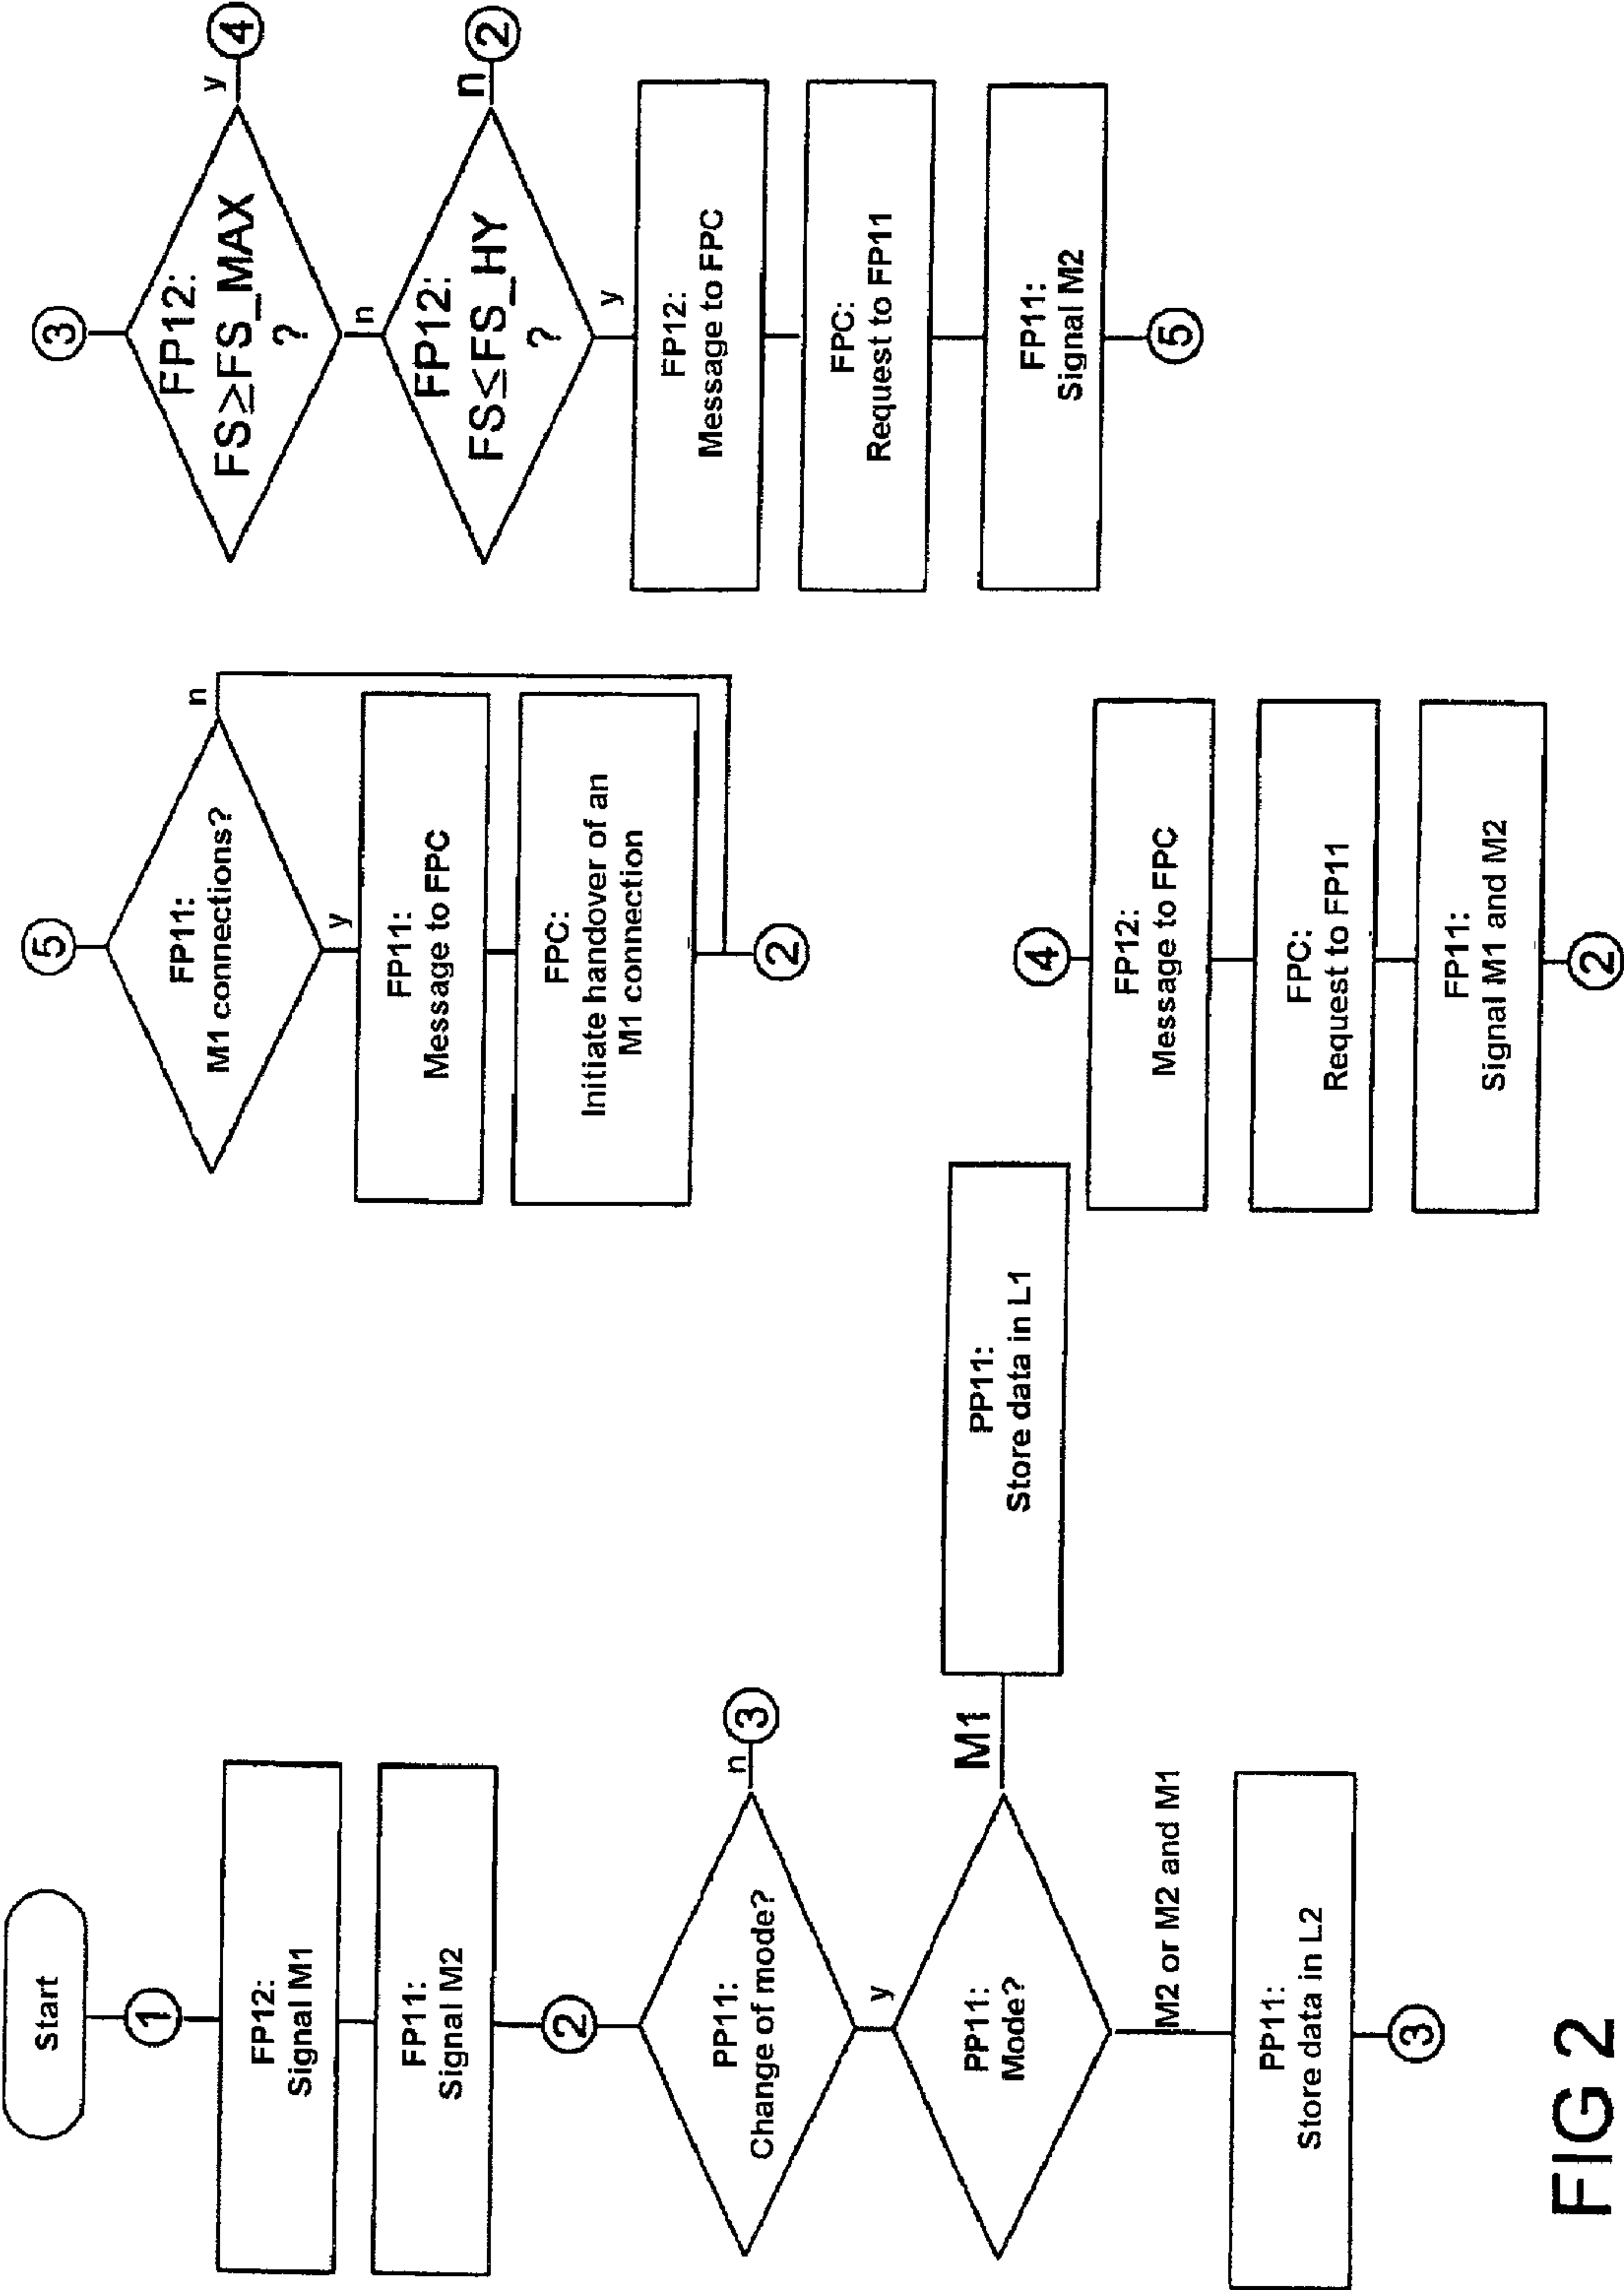 Start
1
FP12:
Signal M1
FP11:
Signal M2
2
PP11:
Change of mode?
n
3
y
PP11:
Mode?
M1
PP11:
Store data in L1
M2 or M2 and M1
PP11:
Store data in L2
3
5
FP11:
M1 connections?
n
y
FP11:
Message to FPC
FPC:
Initiate handover of an
M1 connection
2
4
FP12:
Message to FPC
FPC:
Request to FP11
FP11:
Signal M1 and M2
2
3
FP12:
FS≥FS_MAX
?
y
4
n
FP12:
FS≤FS_HY
?
n
2
y
FP12:
Message to FPC
FPC:
Request to FP11
FP11:
Signal M2
5
FIG 2